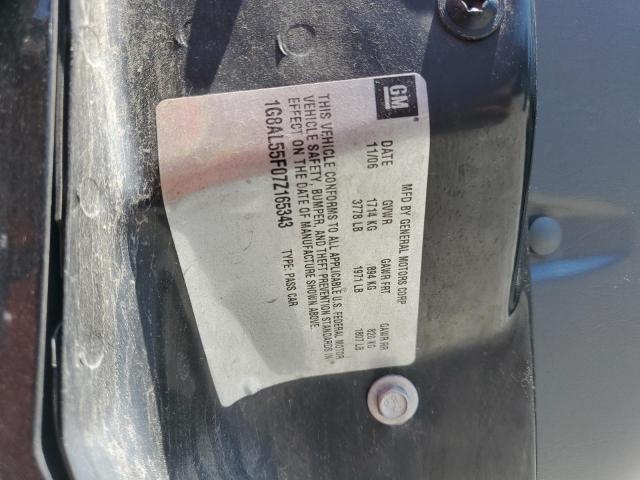 GM
MFD BY GENERAL MOTORS CORP
DATE GVWR GAWR FRT GAWR RR
11/06 1714 KG 894 KG 820 KG
3778 LB 1971 LB 1807 LB
THIS VEHICLE CONFORMS TO ALL APPLICABLE U.S. FEDERAL MOTOR
VEHICLE SAFETY, BUMPER, AND THEFT PREVENTION STANDARDS IN
EFFECT ON THE DATE OF MANUFACTURE SHOWN ABOVE.
1G8AL55F07Z165343 TYPE: PASS CAR